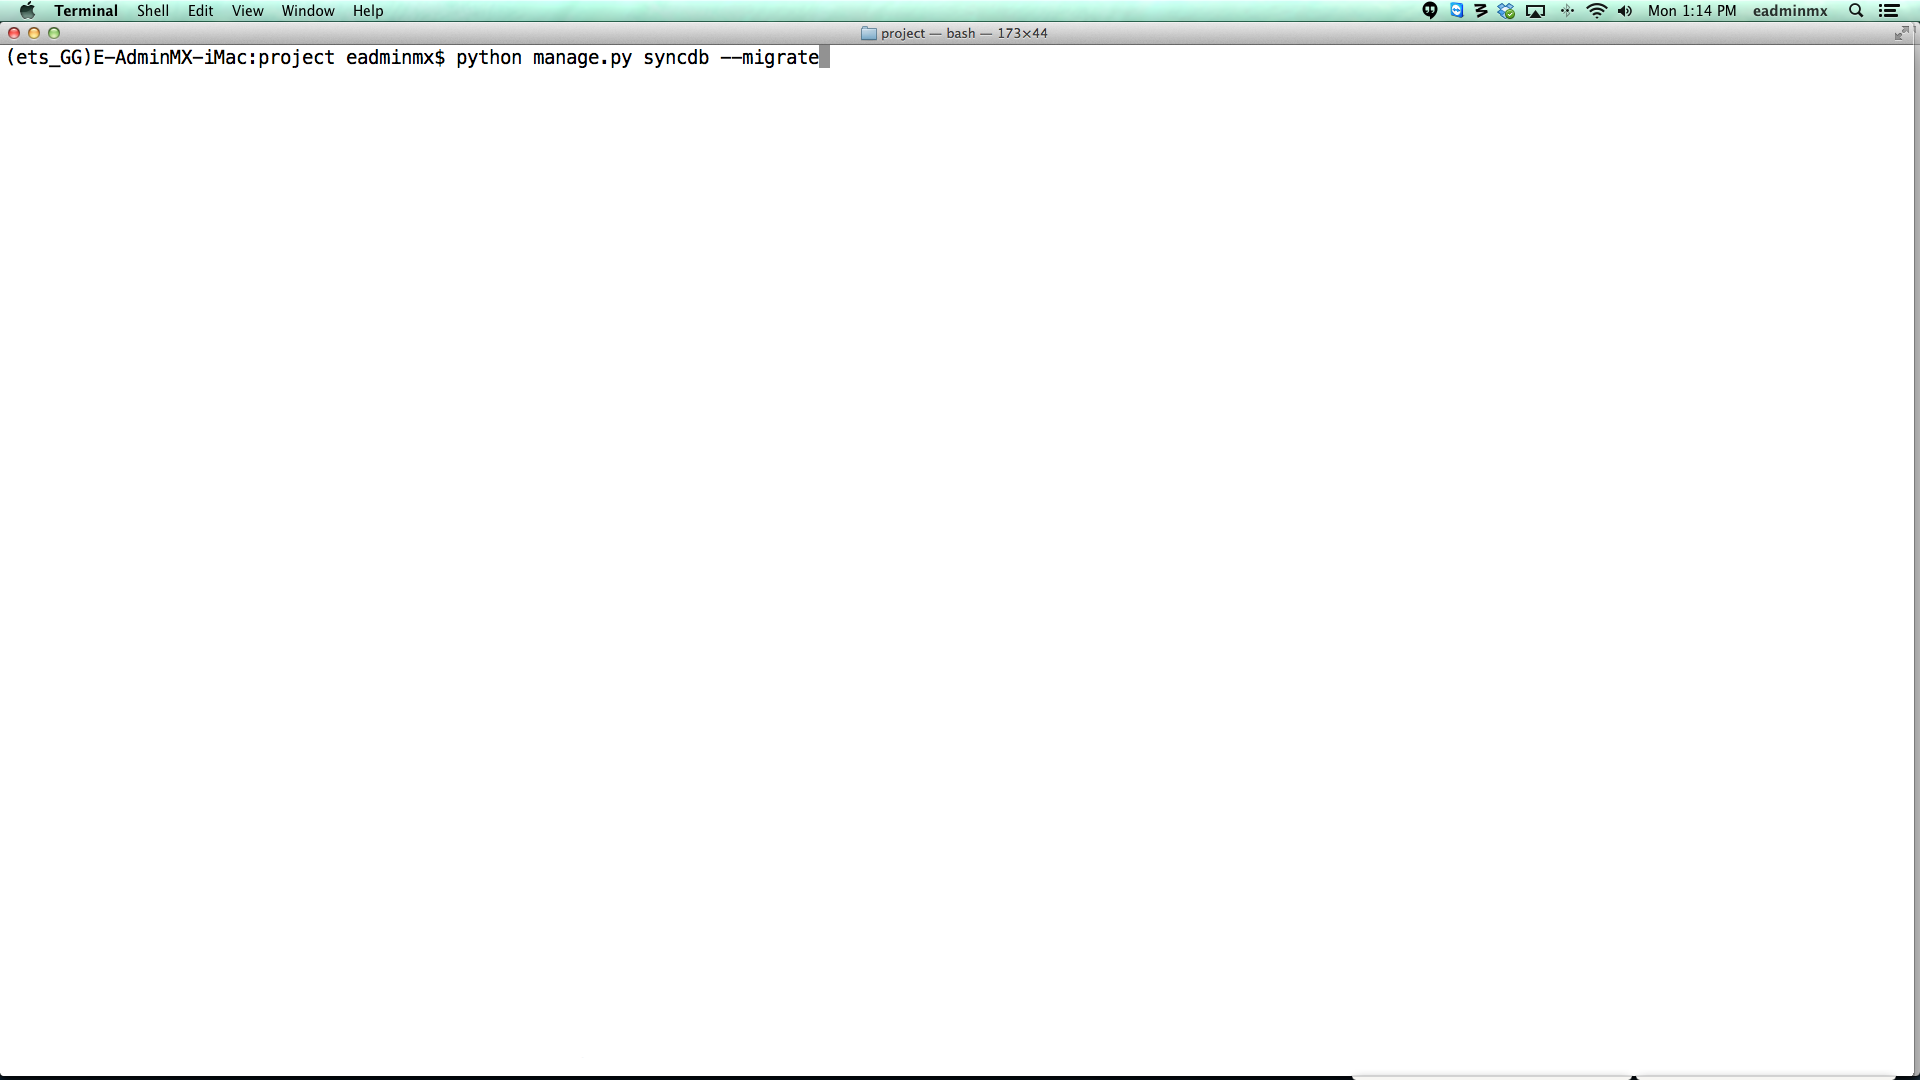 Terminal Shell Edit View Window Help Mon 1:14 PM eadminmx
project — bash — 173×44
(ets_GG)E-AdminMX-iMac:project eadminmx$ python manage.py syncdb --migrate